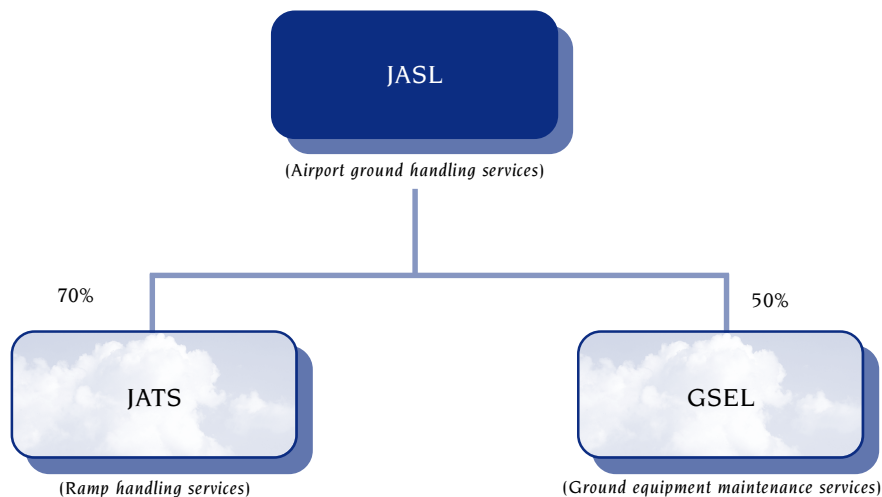 JASL
(Airport ground handling services)
70%
50%
JATS
GSEL
(Ramp handling services)
(Ground equipment maintenance services)